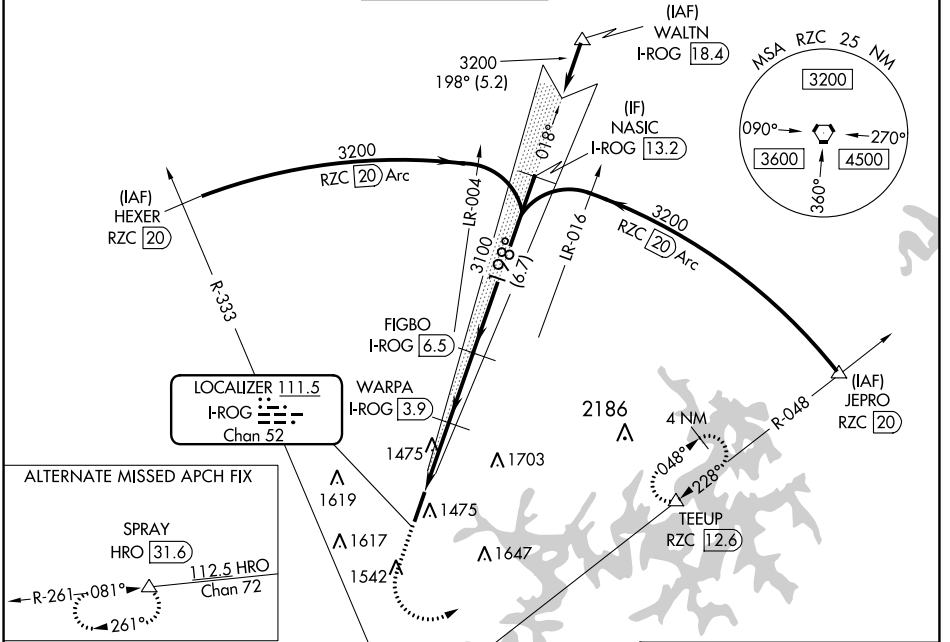 (IAF)
WALTN
I-ROG 18.4
3200
198° (5.2)
MSA RZC 25 NM
3200
090°
270°
3600
4500
360°
(IF)
NASIC
I-ROG 13.2
018°
3200
RZC 20 Arc
LR-004
(IAF)
HEXER
RZC 20
R-333
3100
198°
(6.7)
LR-016
3200
RZC 20 Arc
FIGBO
I-ROG 6.5
LOCALIZER 111.5
I-ROG
Chan 52
WARPA
I-ROG 3.9
(IAF)
JEPRO
RZC 20
R-048
2186
4 NM
048°
228°
TEEUP
RZC 12.6
1475
1703
1619
1475
1617
1647
1542
ALTERNATE MISSED APCH FIX
SPRAY
HRO 31.6
112.5 HRO
Chan 72
R-261
081°
261°